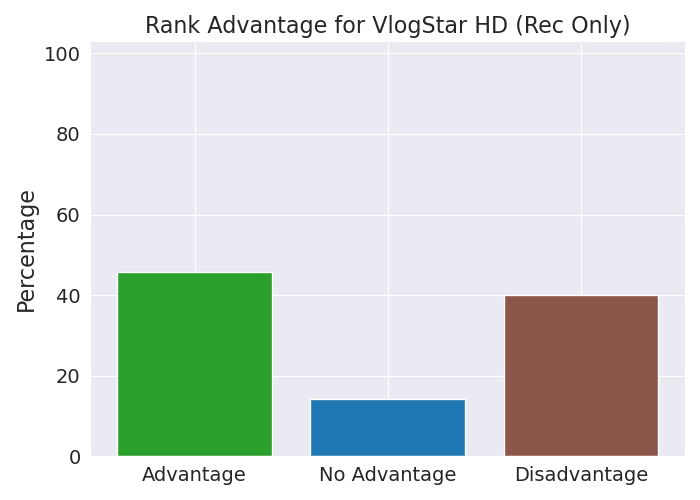 Rank Advantage for VlogStar HD (Rec Only)
100
80
60
40
20
0
Percentage
Advantage
No Advantage
Disadvantage